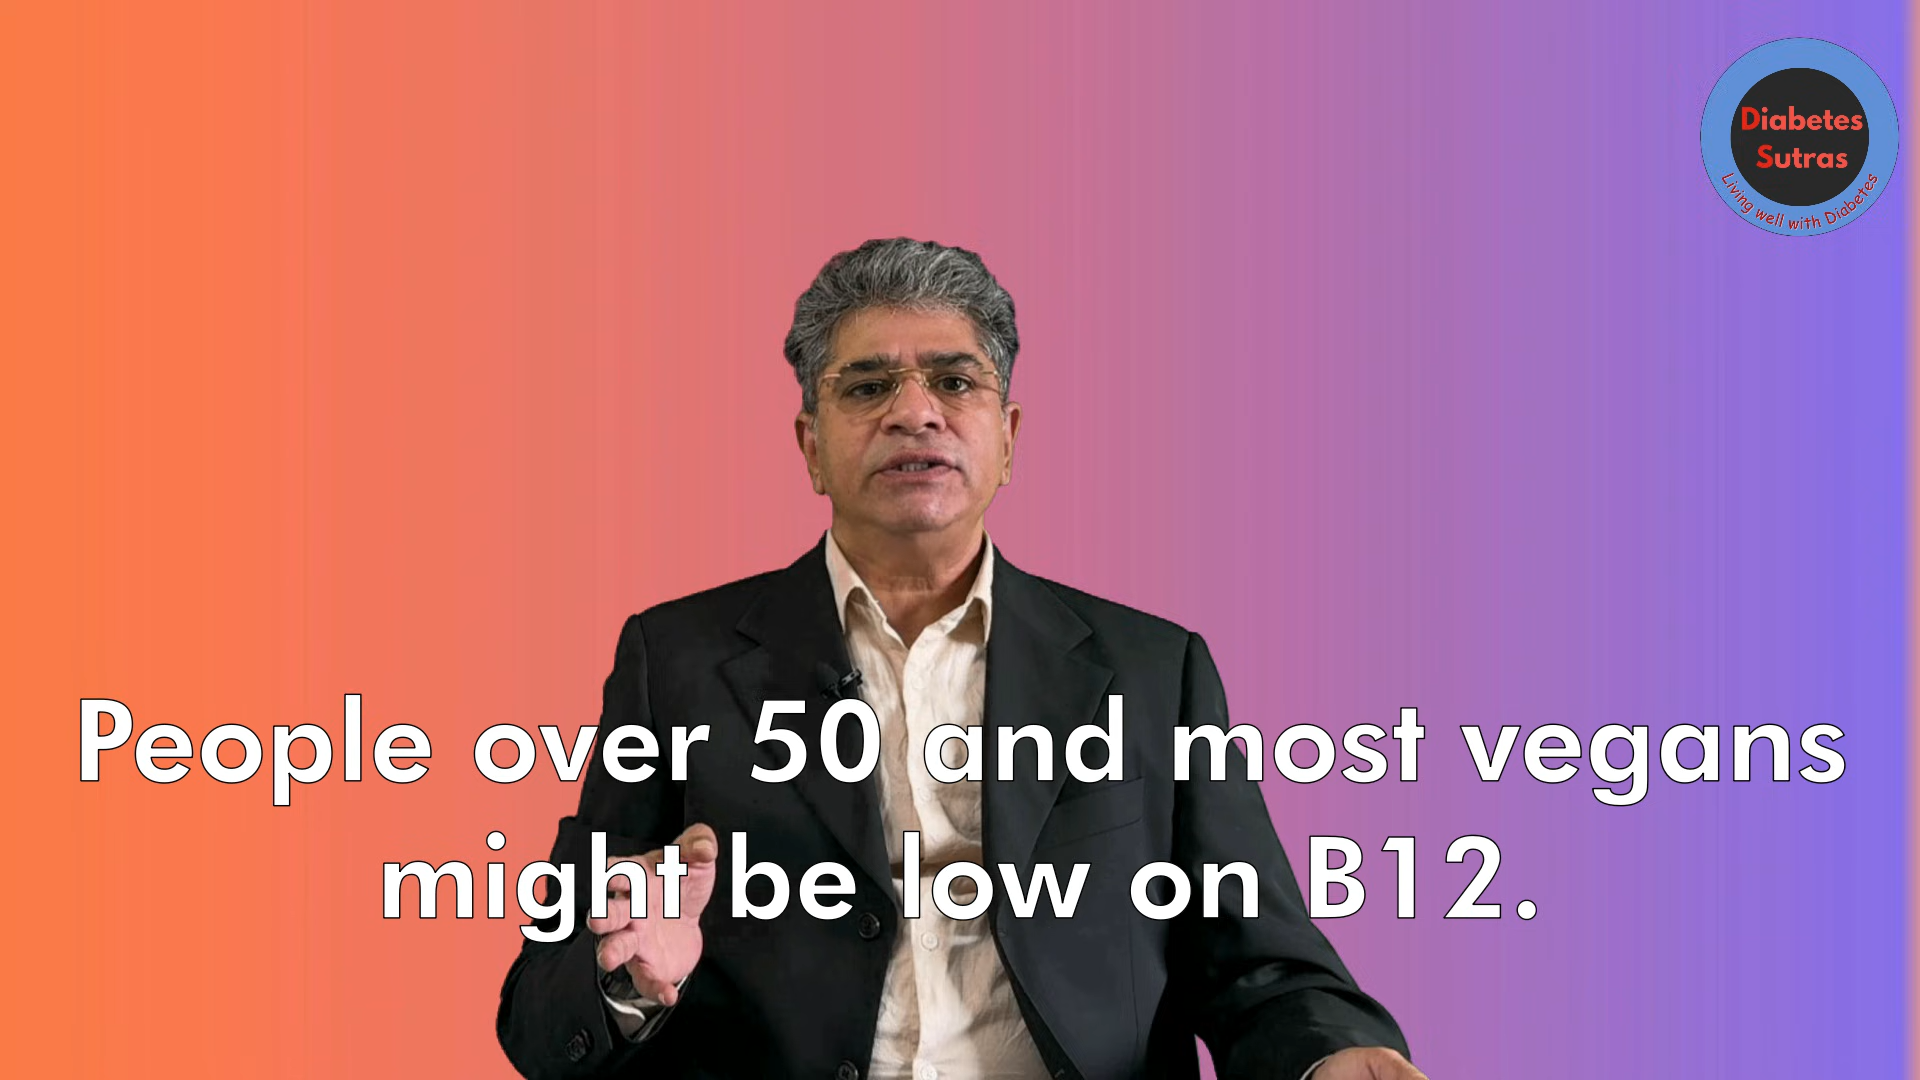 Diabetes
Sutras
Living well with Diabetes
People over 50 and most vegans
might be low on B12.